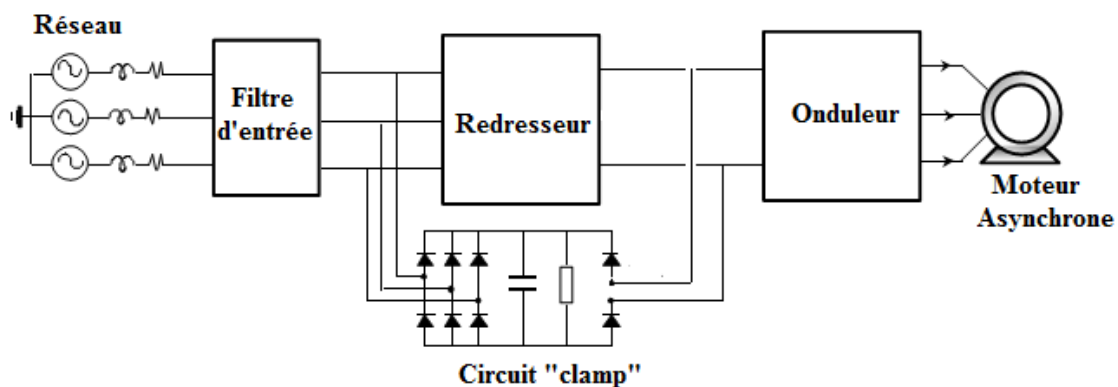 Réseau
Filtre
d'entrée
Redresseur
Onduleur
Moteur
Asynchrone
Circuit "clamp"